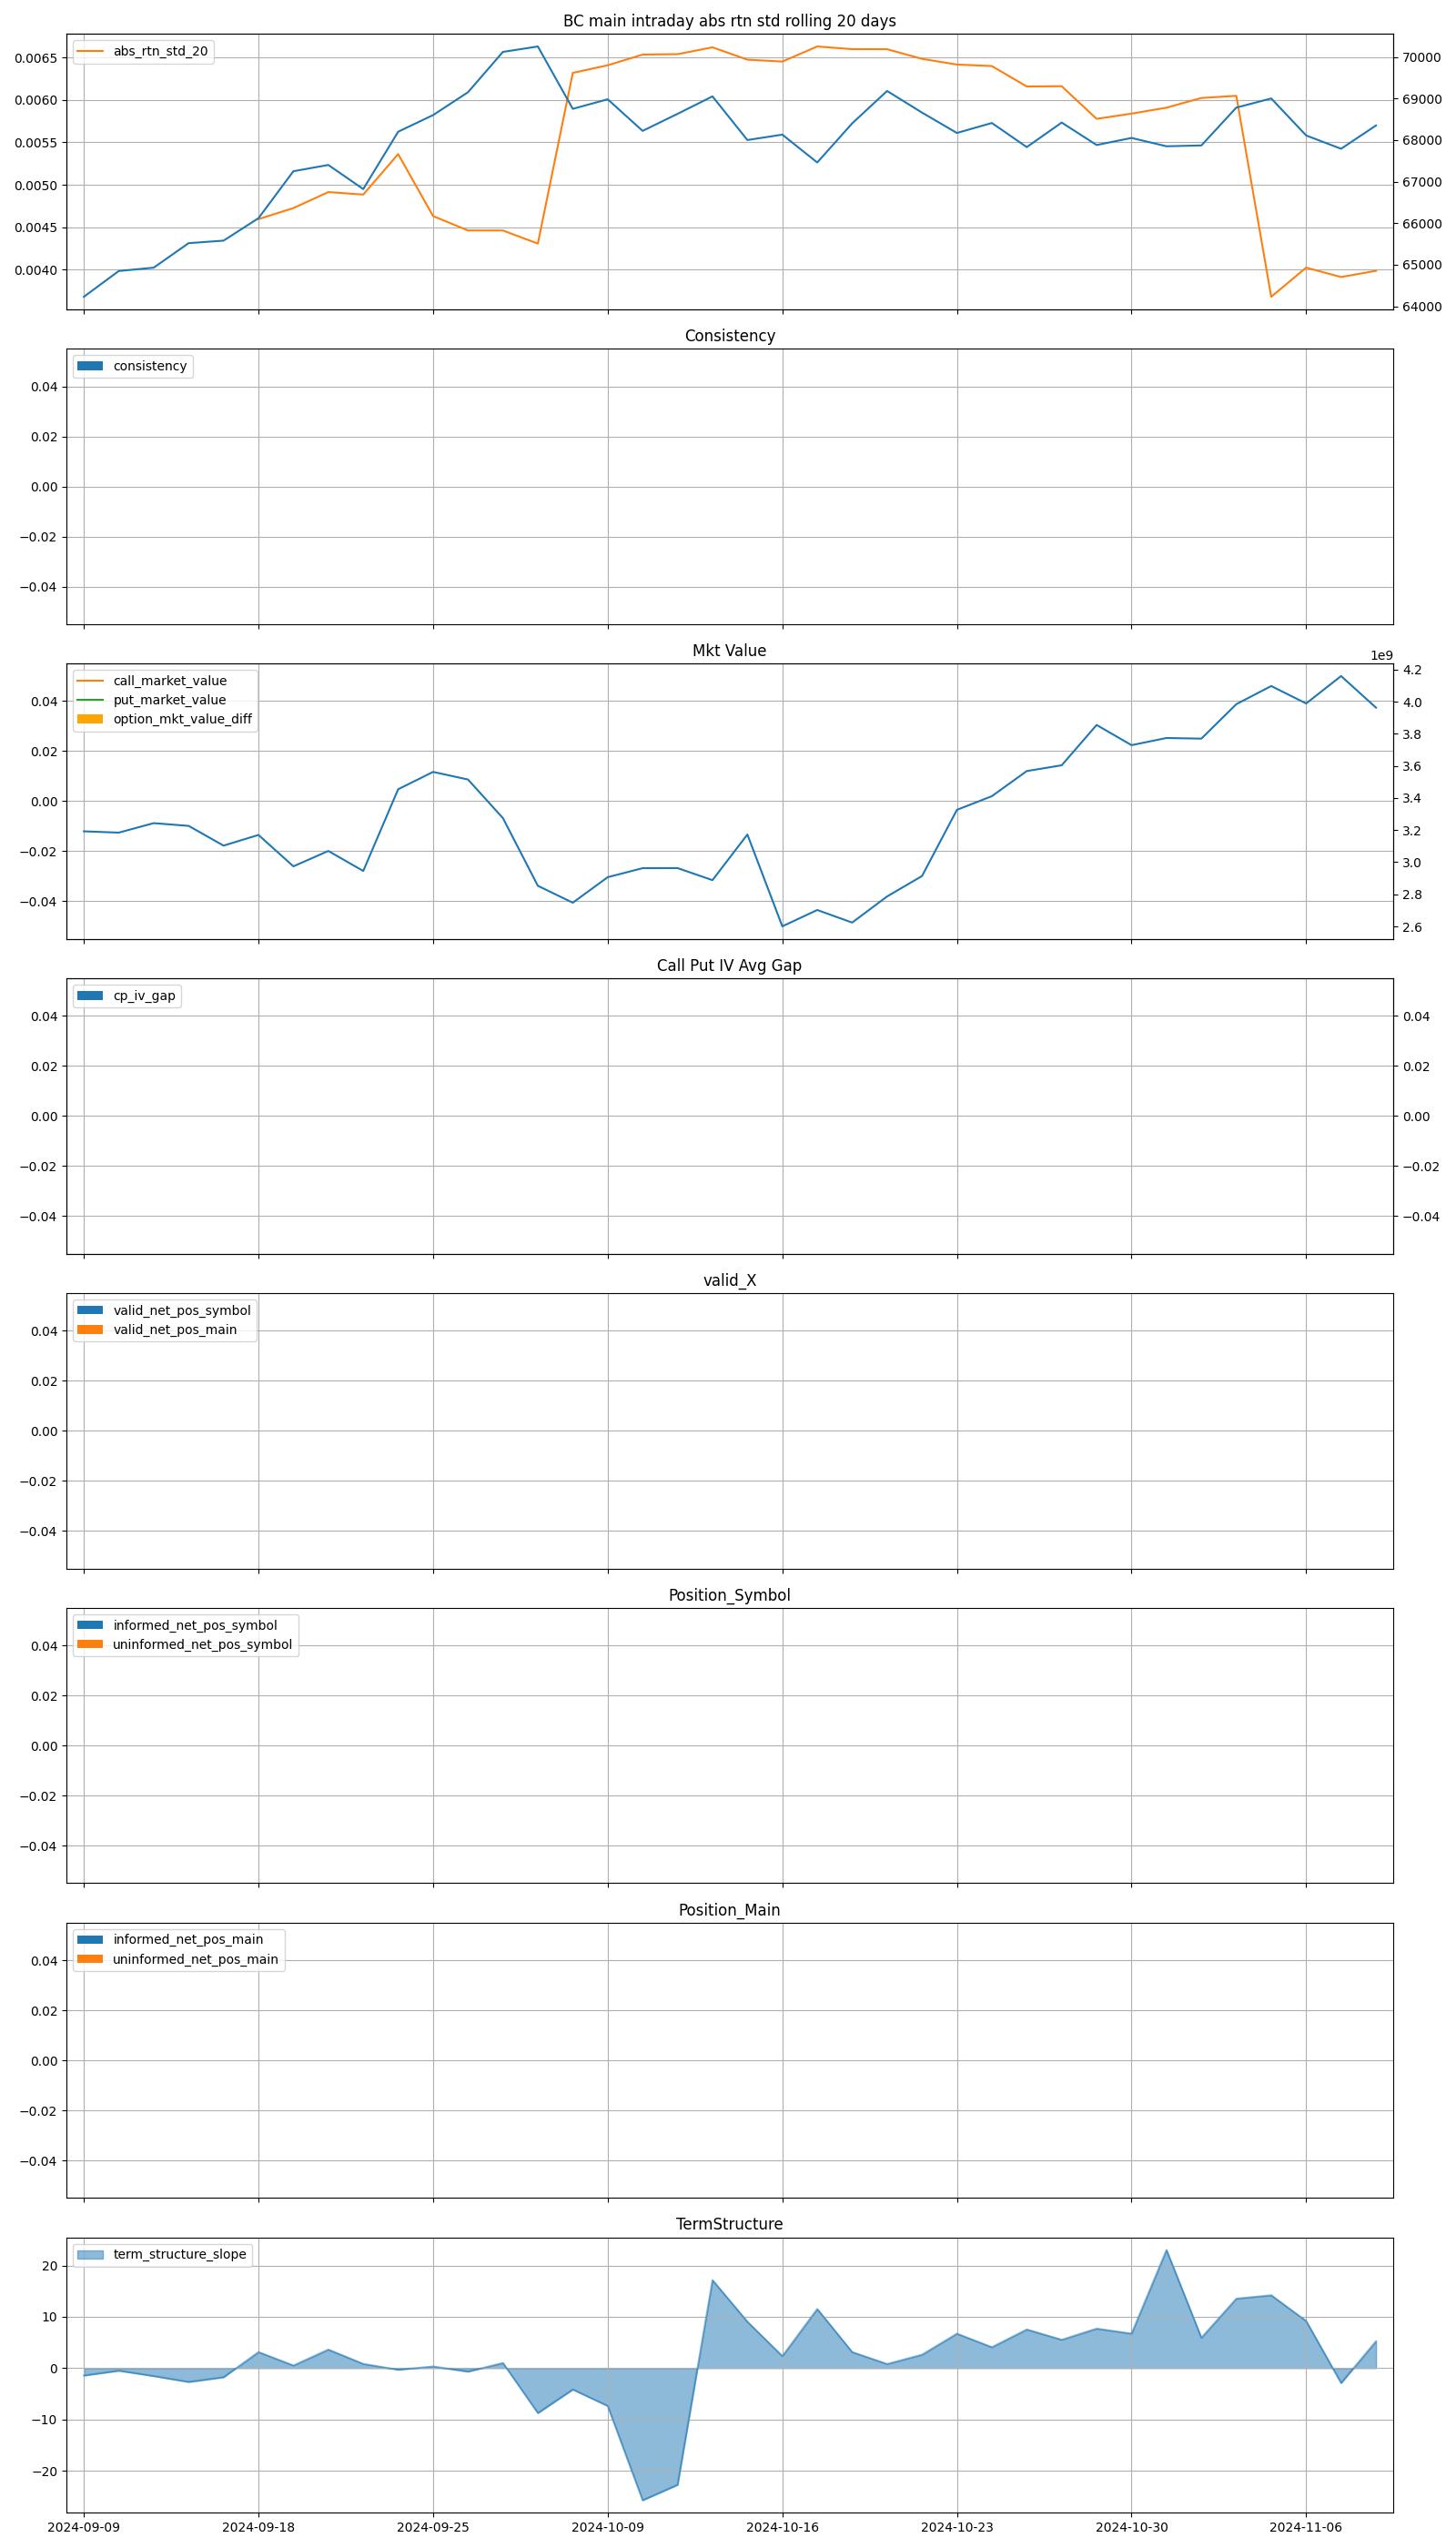 BC main intraday abs rtn std rolling 20 days
abs_rtn_std_20
0.0065
0.0060
0.0055
0.0050
0.0045
0.0040
70000
69000
68000
67000
66000
65000
64000
Consistency
consistency
0.04
0.02
0.00
−0.02
−0.04
Mkt Value
1e9
call_market_value
put_market_value
option_mkt_value_diff
0.04
0.02
0.00
−0.02
−0.04
4.2
4.0
3.8
3.6
3.4
3.2
3.0
2.8
2.6
Call Put IV Avg Gap
cp_iv_gap
0.04
0.02
0.00
−0.02
−0.04
0.04
0.02
0.00
−0.02
−0.04
valid_X
valid_net_pos_symbol
valid_net_pos_main
0.04
0.02
0.00
−0.02
−0.04
Position_Symbol
informed_net_pos_symbol
uninformed_net_pos_symbol
0.04
0.02
0.00
−0.02
−0.04
Position_Main
informed_net_pos_main
uninformed_net_pos_main
0.04
0.02
0.00
−0.02
−0.04
TermStructure
term_structure_slope
20
10
0
−10
−20
2024-09-09 2024-09-18 2024-09-25 2024-10-09 2024-10-16 2024-10-23 2024-10-30 2024-11-06